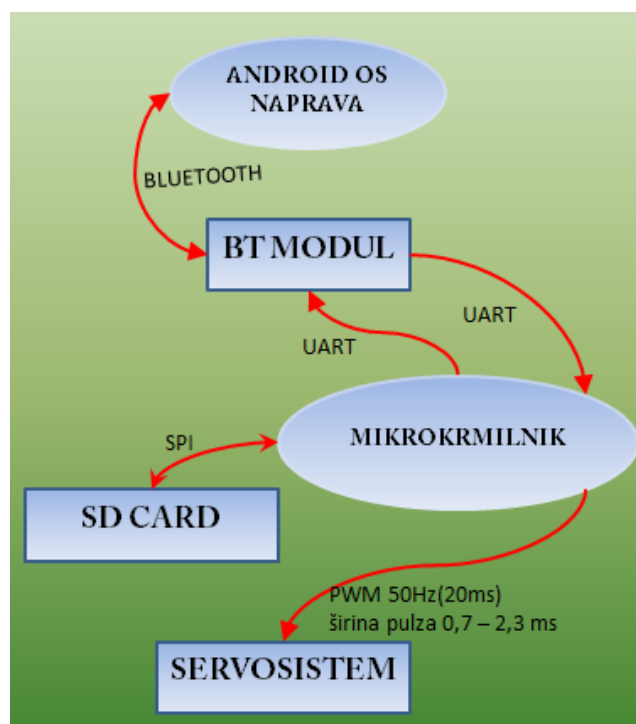 ANDROID OS
NAPRAVA
BLUETOOTH
BT MODUL
UART
UART
MIKROKRMILNIK
SPI
SD CARD
PWM 50Hz(20ms)
širina pulza 0,7 – 2,3 ms
SERVOSISTEM